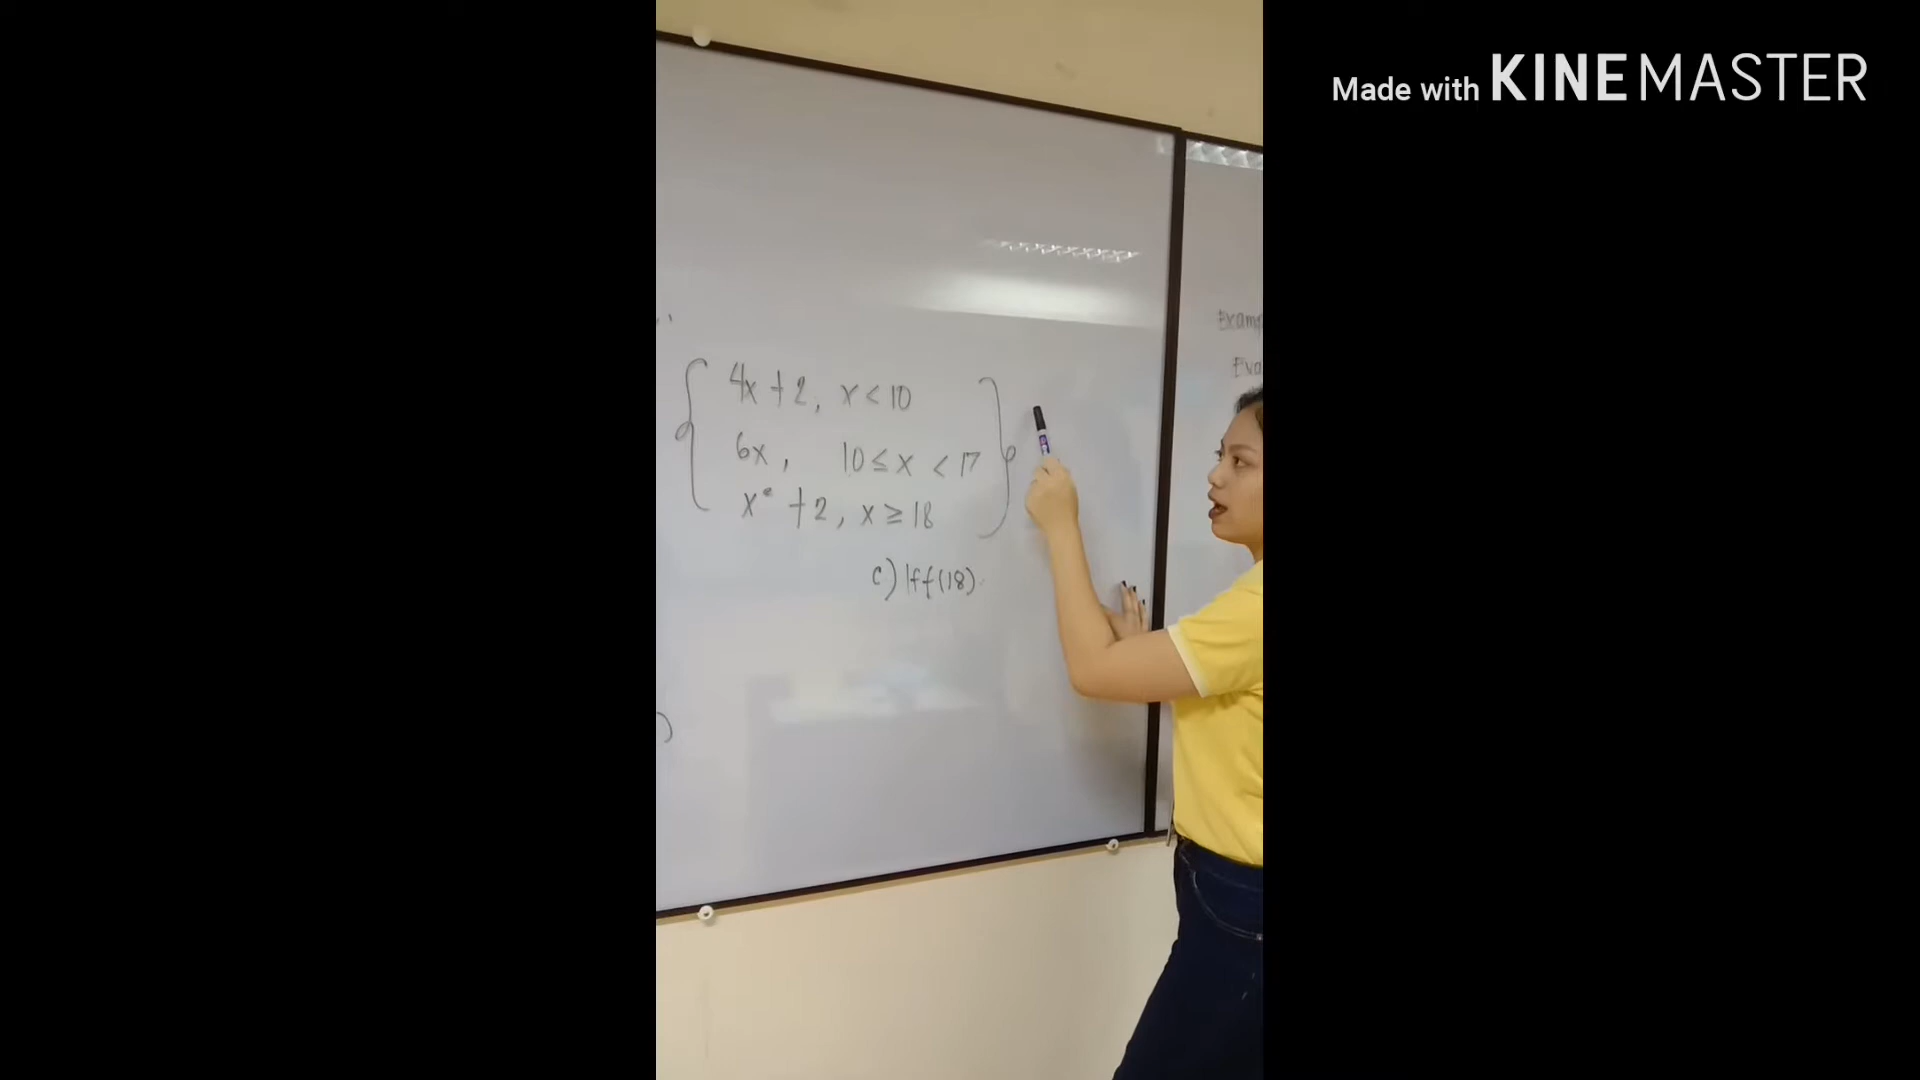 Made with KINEMASTER
4x + 2, x < 10
6x, 10 ≤ x < 17
x² + 2, x ≥ 18
c) If f(18)